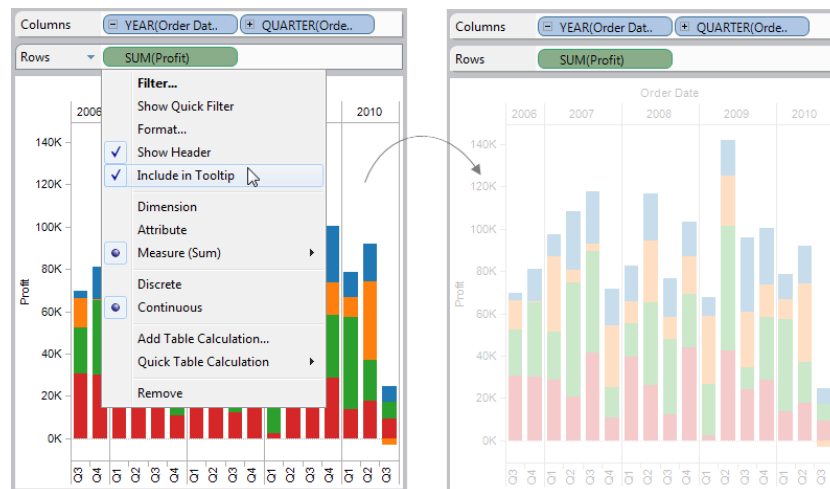 Columns
YEAR(Order Dat..
QUARTER(Orde..
Rows
SUM(Profit)
Filter...
Show Quick Filter
Format...
Show Header
Include in Tooltip
Dimension
Attribute
Measure (Sum)
Discrete
Continuous
Add Table Calculation...
Quick Table Calculation
Remove
2006
2010
140K
120K
100K
80K
60K
40K
20K
0K
Profit
Q3 Q4 Q1 Q2 Q3 Q4 Q1 Q2 Q3 Q4 Q1 Q2 Q3 Q4 Q1 Q2 Q3
Columns
YEAR(Order Dat..
QUARTER(Orde..
Rows
SUM(Profit)
Order Date
2006 2007 2008 2009 2010
140K
120K
100K
80K
60K
40K
20K
0K
Profit
Q3 Q4 Q1 Q2 Q3 Q4 Q1 Q2 Q3 Q4 Q1 Q2 Q3 Q4 Q1 Q2 Q3